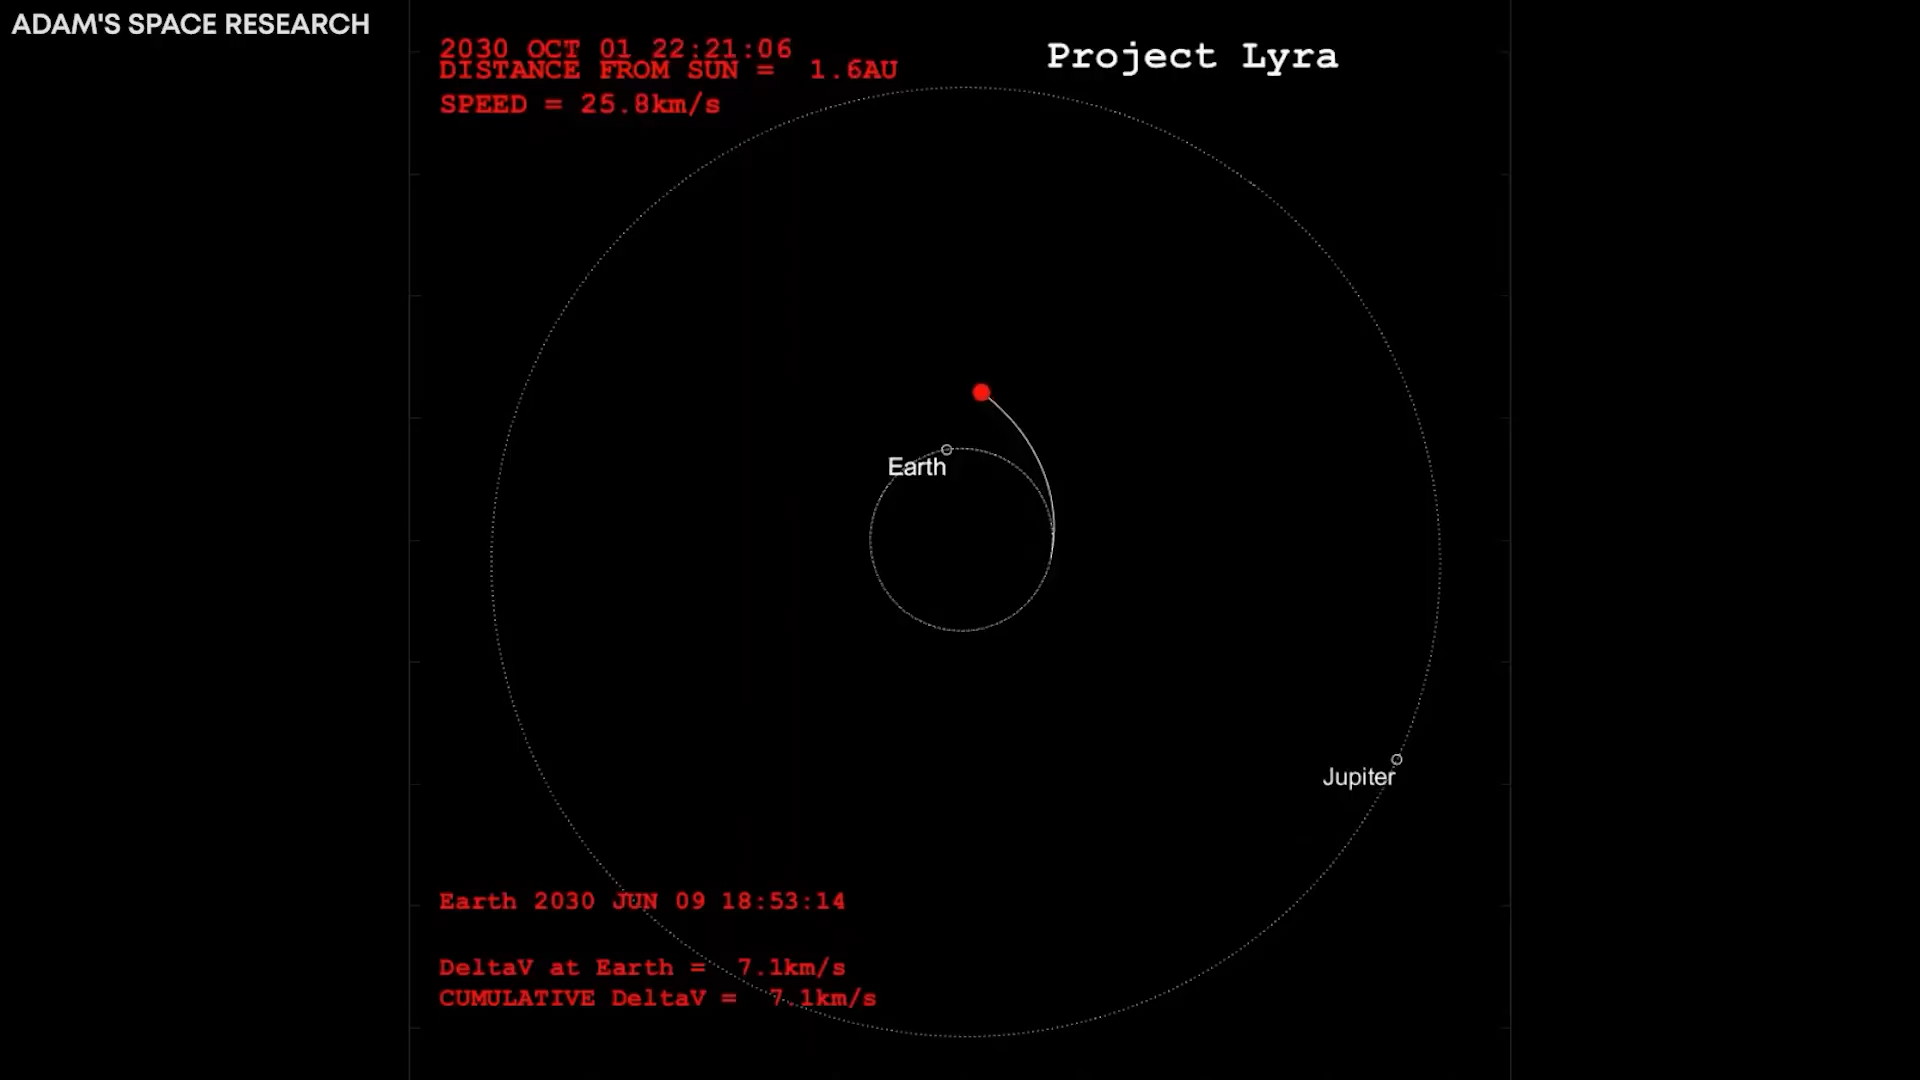 ADAM'S SPACE RESEARCH
2030 OCT 01 22:21:06
DISTANCE FROM SUN = 1.6AU
SPEED = 25.8km/s
Project Lyra
Earth
Jupiter
Earth 2030 JUN 09 18:53:14
DeltaV at Earth = 7.1km/s
CUMULATIVE DeltaV = 7.1km/s